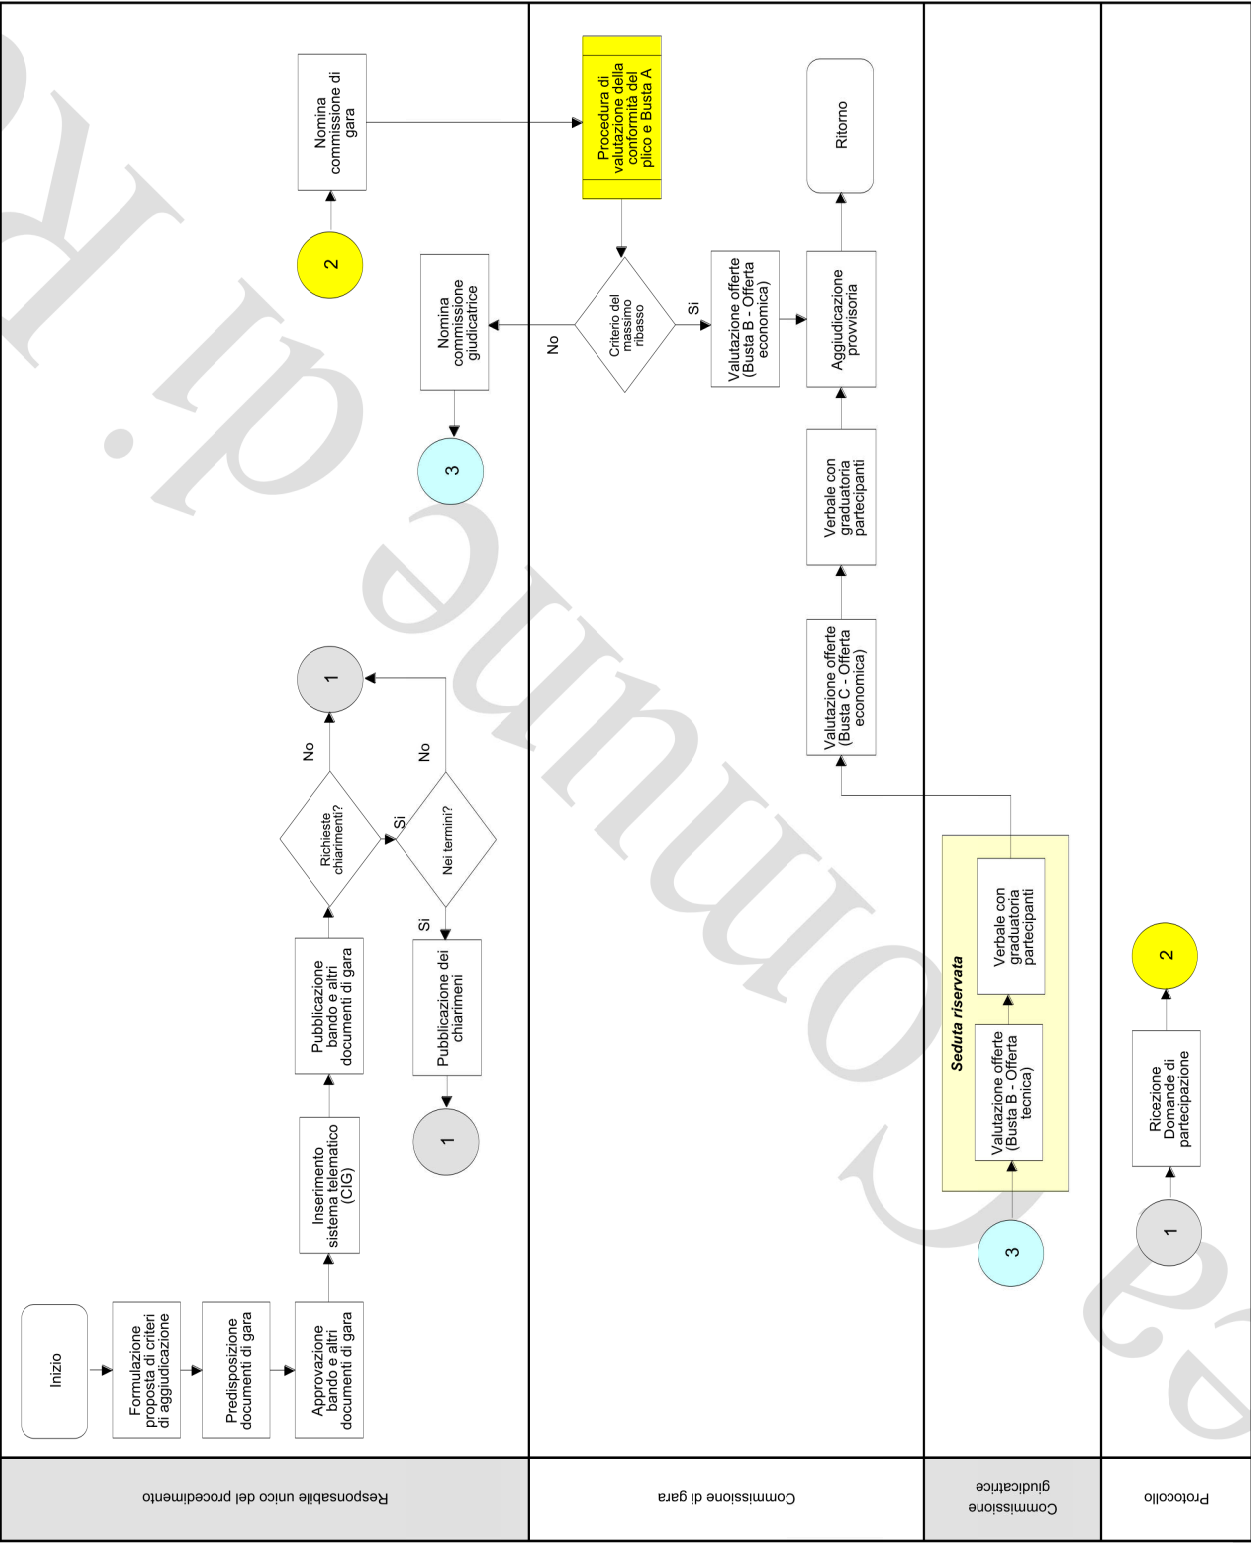 Responsabile unico del procedimento
Inizio
Formulazione
proposta di criteri
di aggiudicazione
Predisposizione
documenti di gara
Approvazione
bando e altri
documenti di gara
Inserimento
sistema telematico
(CIG)
Pubblicazione
bando e altri
documenti di gara
Richieste
chiarimenti?
No
1
Si
Nei termini?
No
Si
Pubblicazione dei
chiarimeni
1
2
Nomina
commissione di
gara
Nomina
commissione
giudicatrice
3
Commissione di gara
Procedura di
valutazione della
conformità del
plico e Busta A
Criterio del
massimo
ribasso
No
Si
Valutazione offerte
(Busta B - Offerta
economica)
Valutazione offerte
(Busta C - Offerta
economica)
Verbale con
graduatoria
partecipanti
Aggiudicazione
provvisoria
Ritorno
Commissione
giudicatrice
3
Seduta riservata
Valutazione offerte
(Busta B - Offerta
tecnica)
Verbale con
graduatoria
partecipanti
Protocollo
1
Ricezione
Domande di
partecipazione
2
Comune di